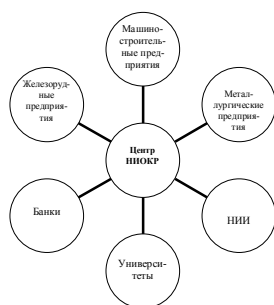 Машино-
строитель-
ные пред-
приятия
Железоруд-
ные
предприя-
тия
Метал-
лургические
предприя-
тия
Центр
НИОКР
Банки
НИИ
Универси-
теты